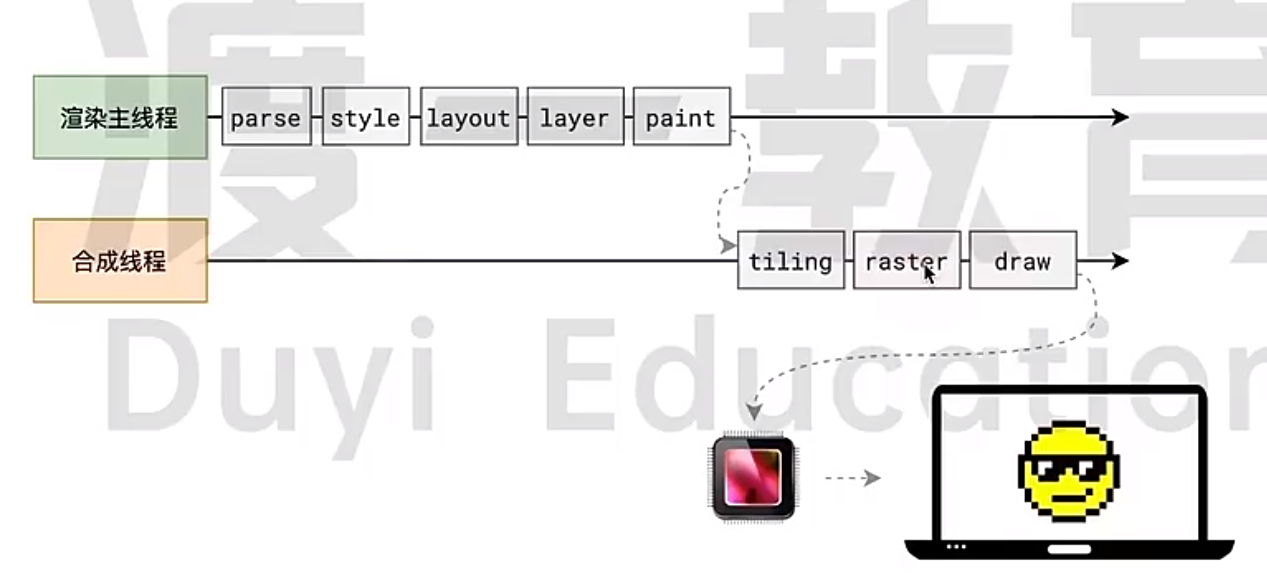 渡 教育
渲染主线程 parse style layout layer paint
合成线程 tiling raster draw
Duyi Education